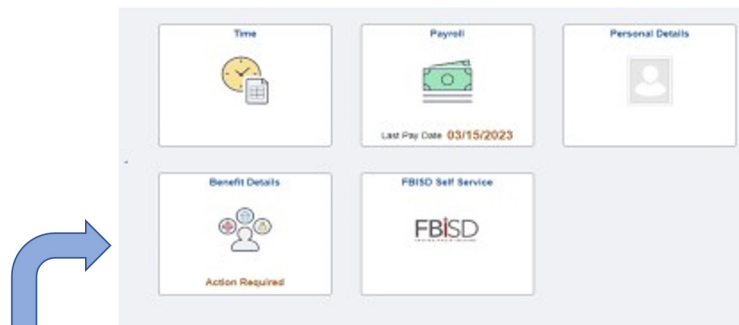 Time
Payroll
Personal Details
Last Pay Date 03/15/2023
Benefit Details
FBISD Self Service
FBISD
Action Required